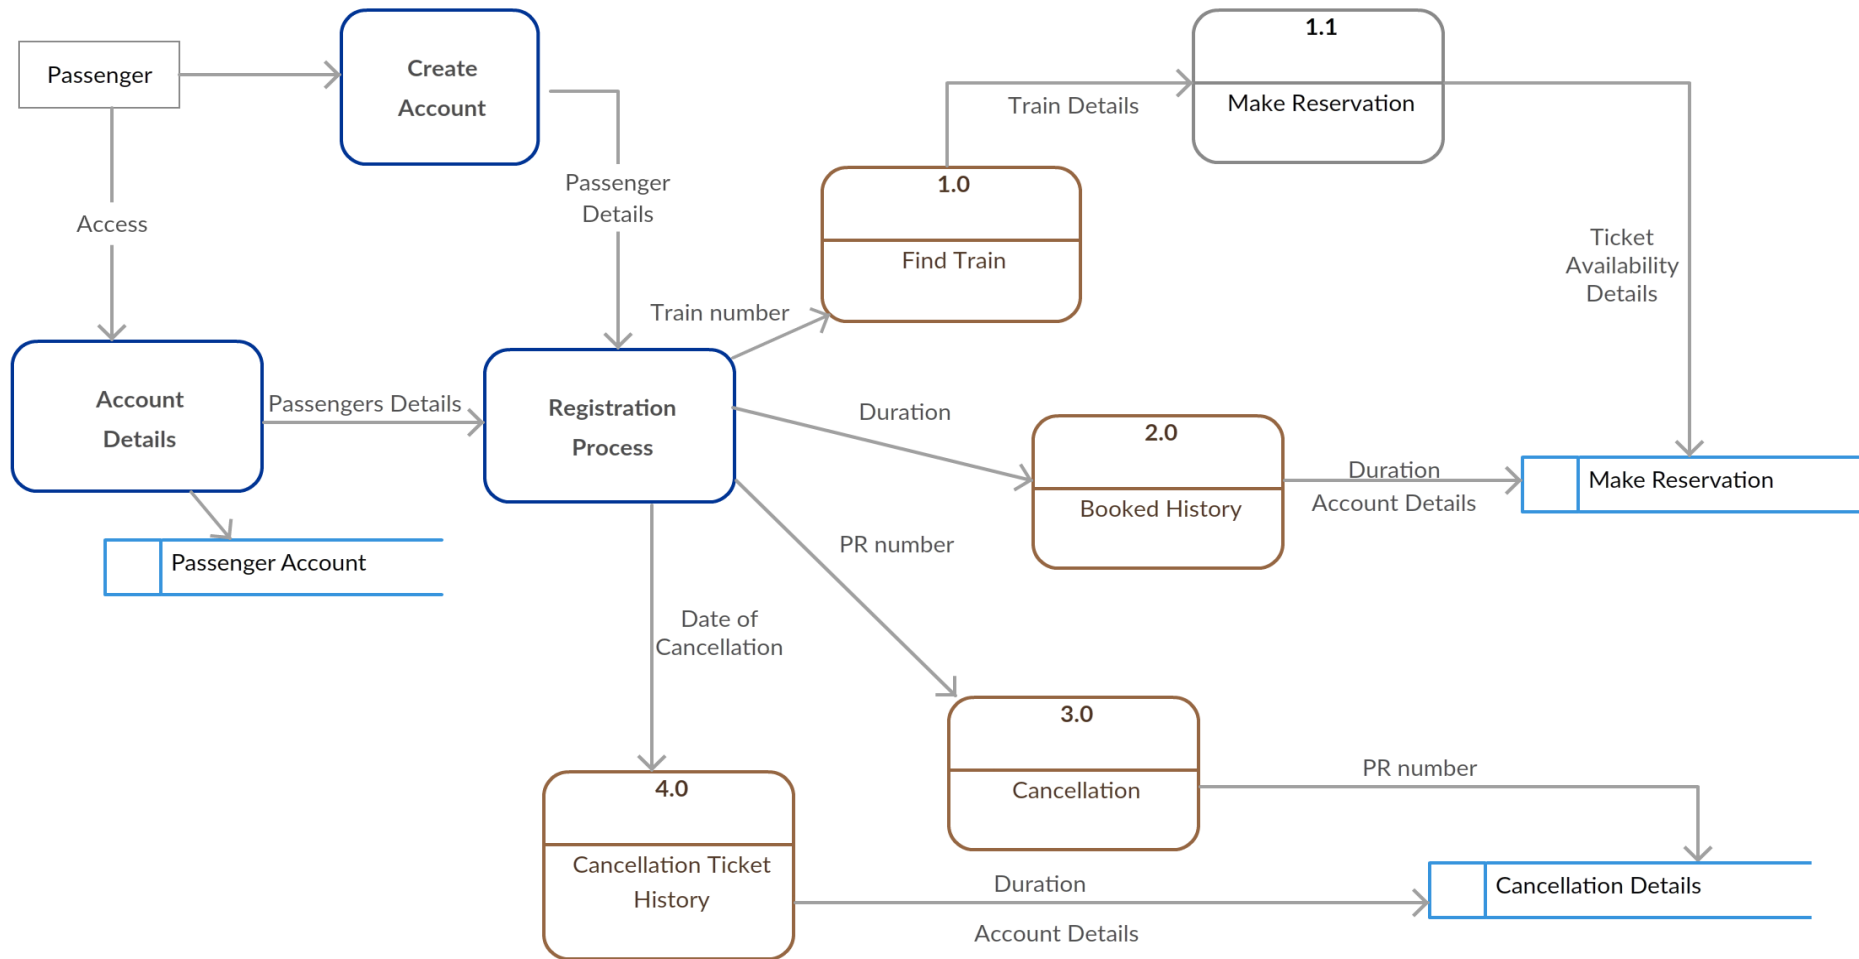 Passenger
Create
Account
1.1
Make Reservation
Train Details
Passenger
Details
1.0
Find Train
Access
Ticket
Availability
Details
Train number
Account
Details
Passengers Details
Registration
Process
Duration
2.0
Booked History
Duration
Account Details
Make Reservation
Passenger Account
PR number
Date of
Cancellation
3.0
Cancellation
PR number
4.0
Cancellation Ticket
History
Duration
Account Details
Cancellation Details